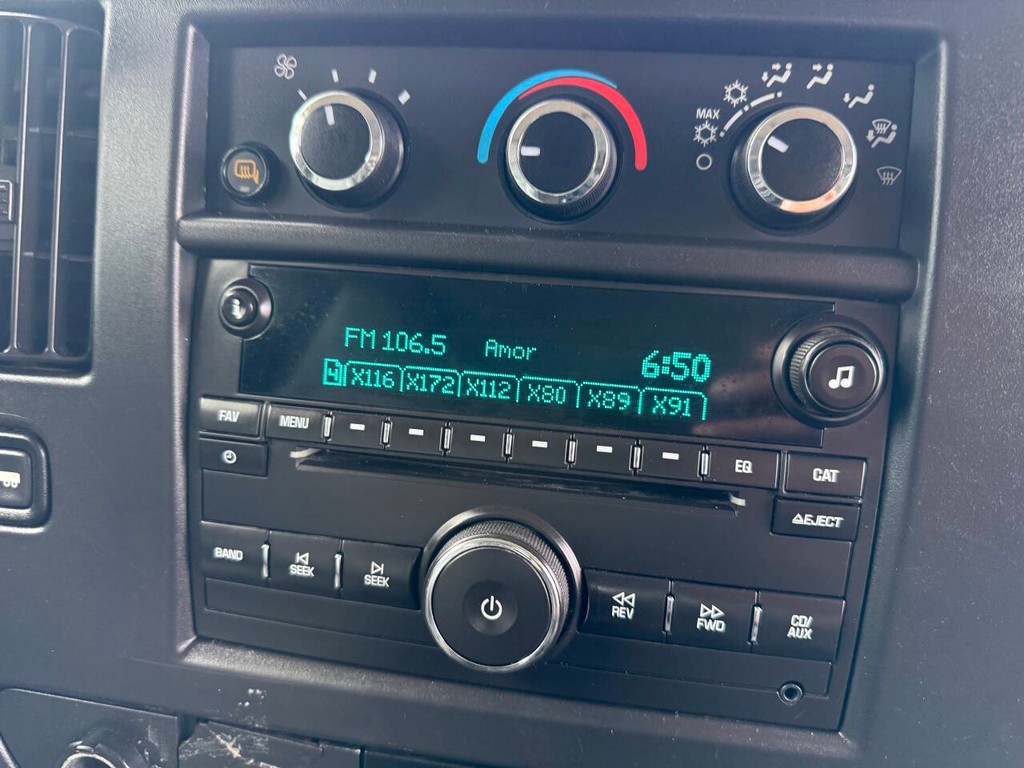 MAX
FM 106.5 Amor 6:50
4 X116 X172 X112 X80 X89 X91
FAV MENU EQ CAT
EJECT
BAND SEEK SEEK REV FWD CD/
AUX